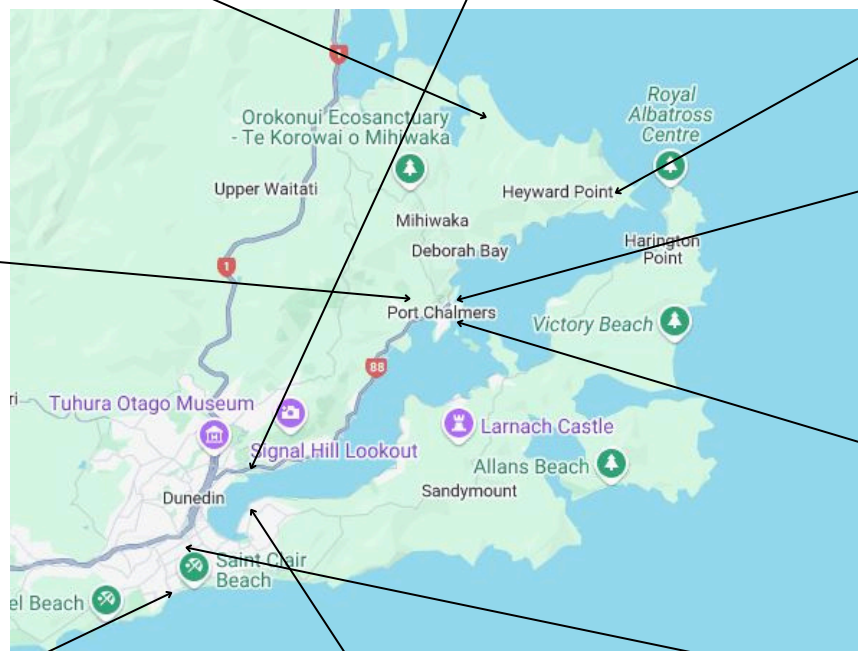 1
Royal
Albatross
Centre
Orokonui Ecosanctuary
- Te Korowai o Mihiwaka
Upper Waitati
Heyward Point
Mihiwaka
Deborah Bay
Harington
Point
1
Port Chalmers
Victory Beach
88
ri
Tuhura Otago Museum
Signal Hill Lookout
Larnach Castle
Allans Beach
Sandymount
Dunedin
Saint Clair
Beach
el Beach